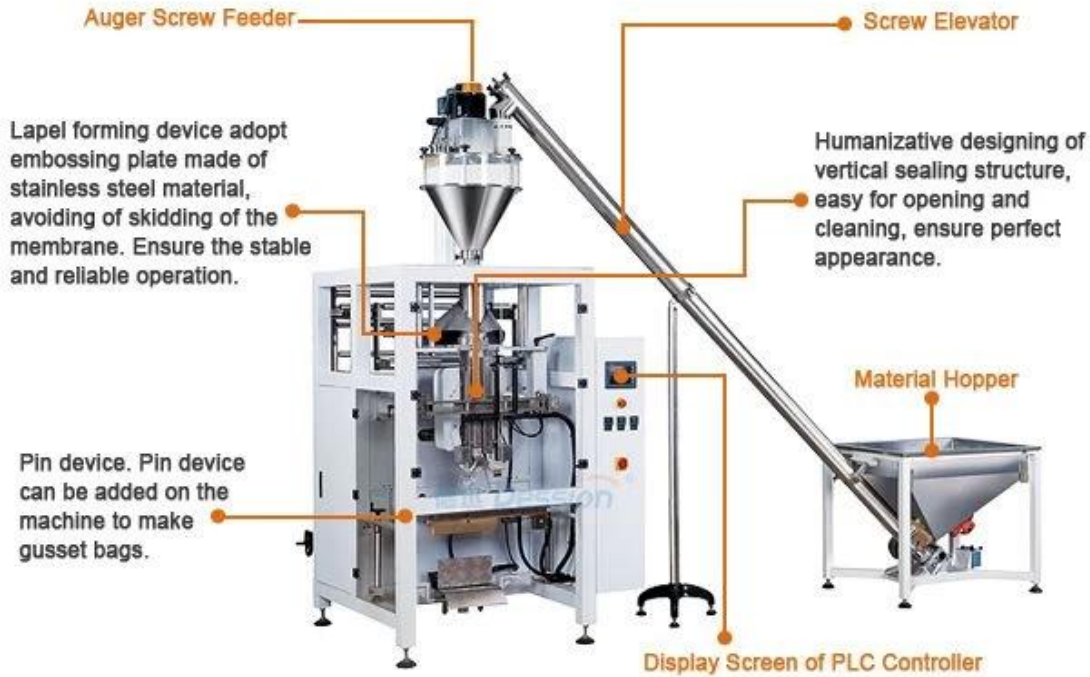 Auger Screw Feeder
Screw Elevator
Lapel forming device adopt
embossing plate made of
stainless steel material,
avoiding of skidding of the
membrane. Ensure the stable
and reliable operation.
Humanizative designing of
vertical sealing structure,
easy for opening and
cleaning, ensure perfect
appearance.
Material Hopper
Pin device. Pin device
can be added on the
machine to make
gusset bags.
Display Screen of PLC Controller